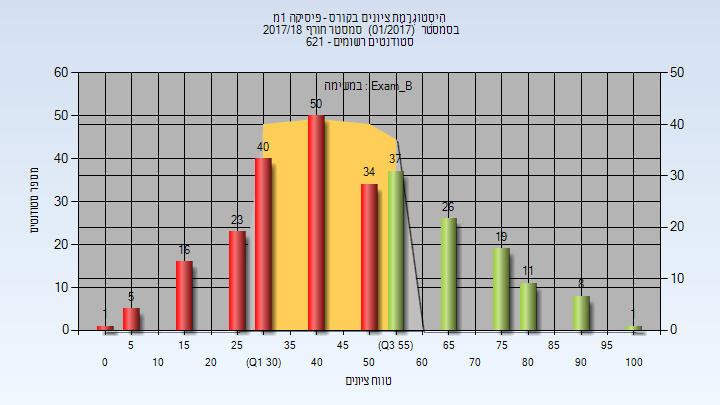 היסטוגרמת ציונים בקורס - פיסיקה 1מ
בסמסטר (01/2017) סמסטר חורף 2017/18
סטודנטים רשומים - 621
במשימה : Exam_B
מספר סטודנטים
60 50 40 30 20 10 0
50 40 30 20 10 0
1 5 16 23 40 50 34 37 26 19 11 8 1
5 15 25 35 45 (Q3 55) 65 75 85 95
0 10 20 (Q1 30) 40 50 60 70 80 90 100
טווח ציונים